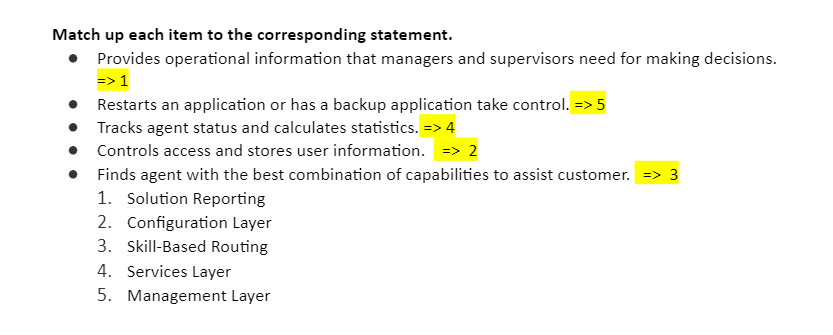 Match up each item to the corresponding statement.
● Provides operational information that managers and supervisors need for making decisions.
=> 1
● Restarts an application or has a backup application take control. => 5
● Tracks agent status and calculates statistics. => 4
● Controls access and stores user information. => 2
● Finds agent with the best combination of capabilities to assist customer. => 3
1. Solution Reporting
2. Configuration Layer
3. Skill-Based Routing
4. Services Layer
5. Management Layer